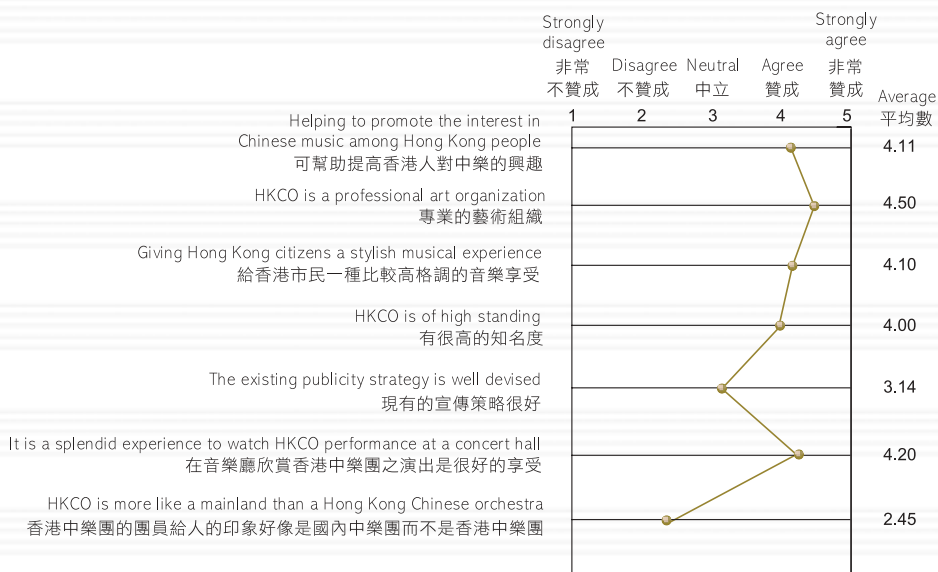 Strongly disagree
非常不贊成
Disagree
不贊成
Neutral
中立
Agree
贊成
Strongly agree
非常贊成
Average
平均數
1 2 3 4 5
Helping to promote the interest in
Chinese music among Hong Kong people
可幫助提高香港人對中樂的興趣
4.11
HKCO is a professional art organization
專業的藝術組織
4.50
Giving Hong Kong citizens a stylish musical experience
給香港市民一種比較高格調的音樂享受
4.10
HKCO is of high standing
有很高的知名度
4.00
The existing publicity strategy is well devised
現有的宣傳策略很好
3.14
It is a splendid experience to watch HKCO performance at a concert hall
在音樂廳欣賞香港中樂團之演出是很好的享受
4.20
HKCO is more like a mainland than a Hong Kong Chinese orchestra
香港中樂團的團員給人的印象好像是國內中樂團而不是香港中樂團
2.45